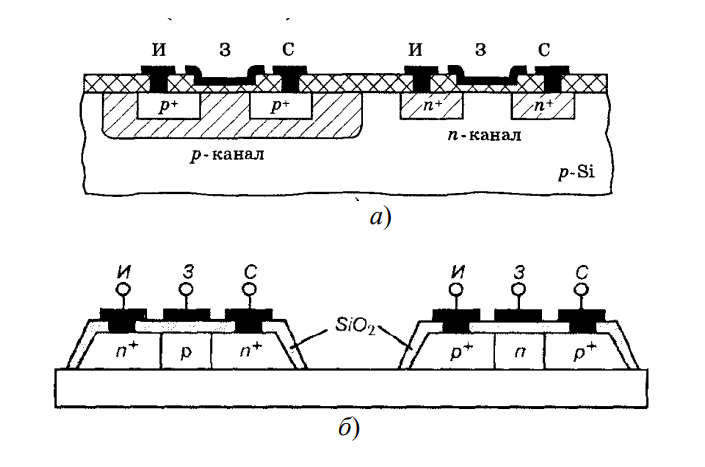 И З С И З С
p+ p+ n+ n+
p-канал n-канал
p-Si
а)
И З С И З С
SiO₂
n+ p n+ p+ n p+
б)